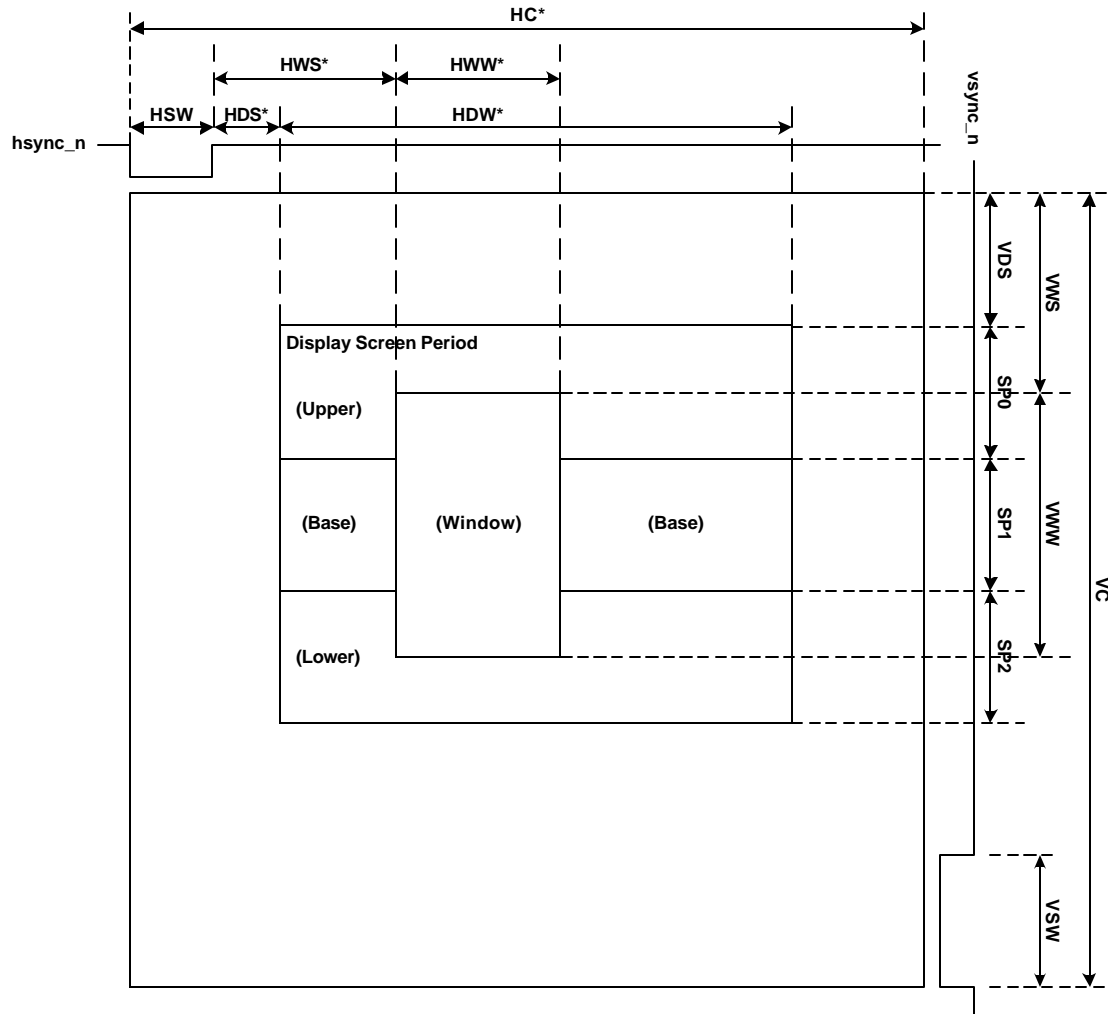 HC*
HWS*
HWW*
HSW
HDS*
HDW*
hsync_n
vsync_n
VDS
VWS
Display Screen Period
(Upper)
SP0
(Base)
(Window)
(Base)
SP1
VWW
VC
(Lower)
SP2
VSW